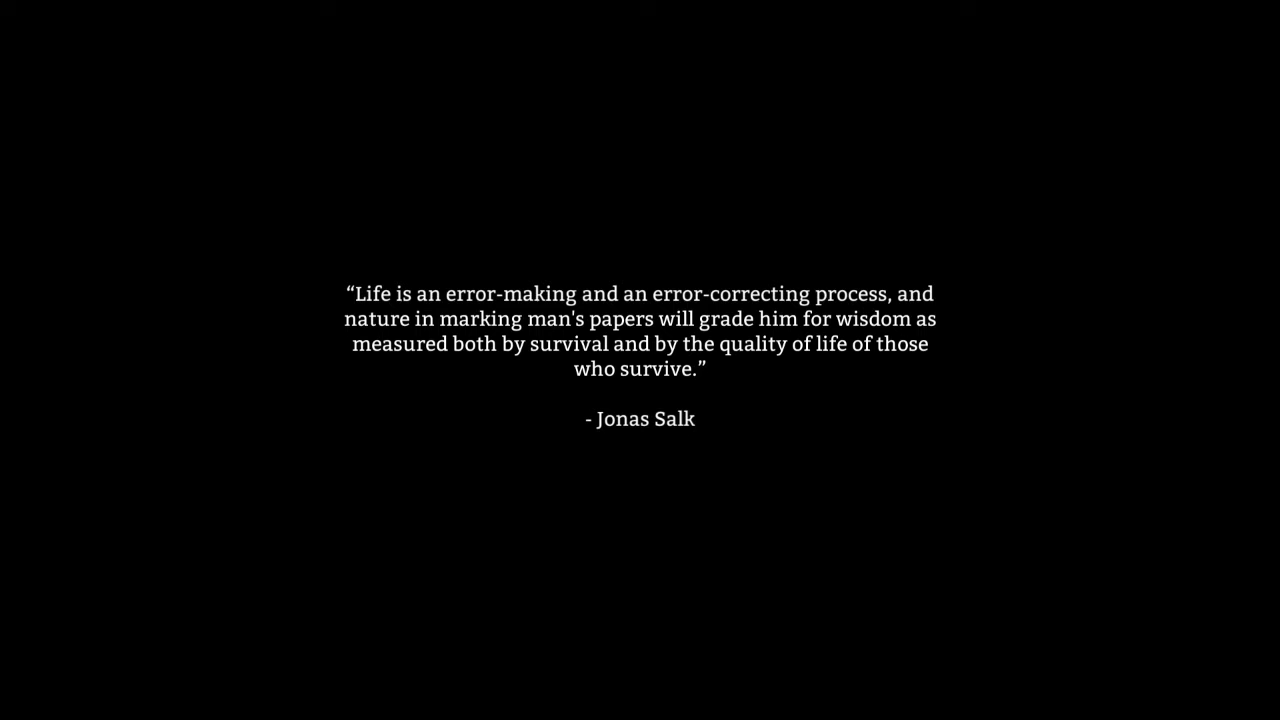 “Life is an error-making and an error-correcting process, and
nature in marking man's papers will grade him for wisdom as
measured both by survival and by the quality of life of those
who survive.”
- Jonas Salk